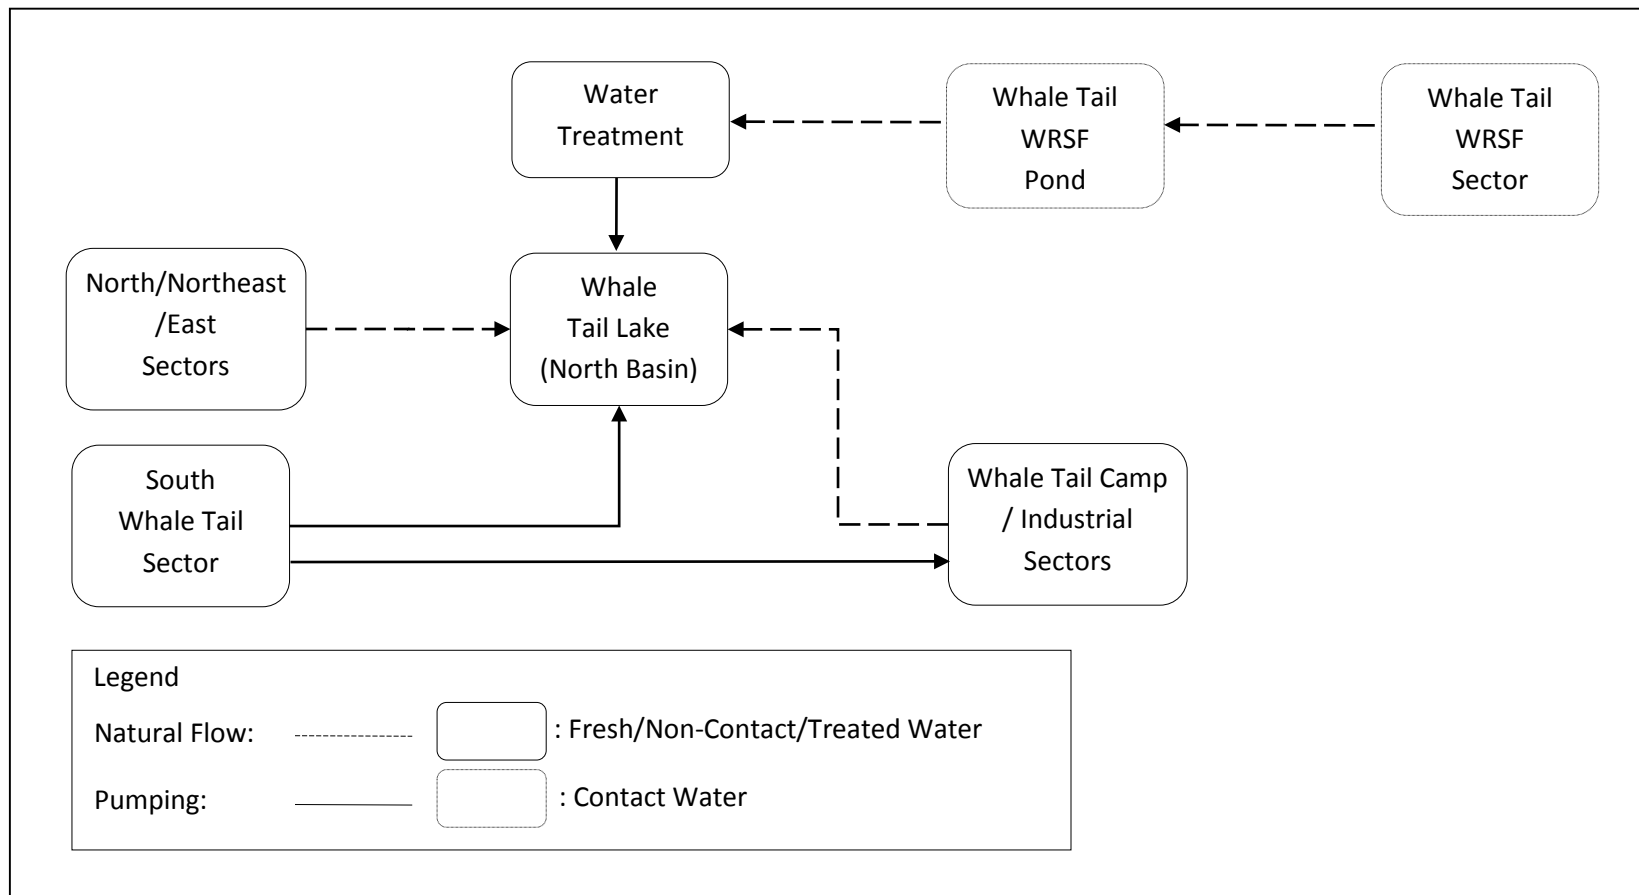 Water
Treatment
Whale Tail
WRSF
Pond
Whale Tail
WRSF
Sector
North/Northeast
/East
Sectors
Whale
Tail Lake
(North Basin)
South
Whale Tail
Sector
Whale Tail Camp
/ Industrial
Sectors
Legend
Natural Flow:
: Fresh/Non-Contact/Treated Water
Pumping:
: Contact Water